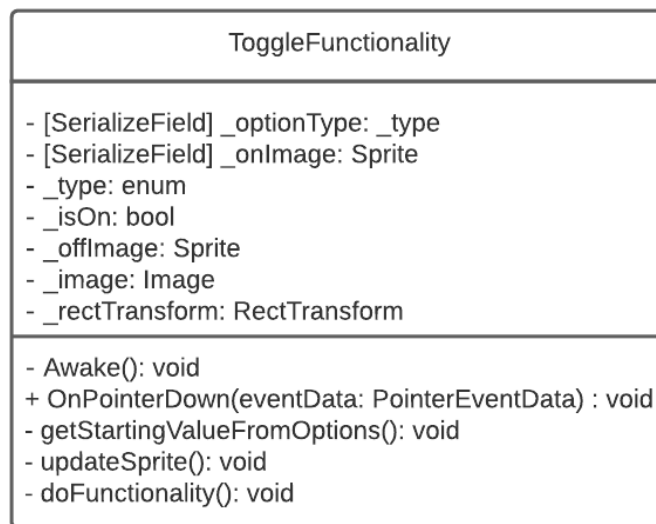 ToggleFunctionality
- [SerializeField] _optionType: _type
- [SerializeField] _onImage: Sprite
- _type: enum
- _isOn: bool
- _offImage: Sprite
- _image: Image
- _rectTransform: RectTransform
- Awake(): void
+ OnPointerDown(eventData: PointerEventData) : void
- getStartingValueFromOptions(): void
- updateSprite(): void
- doFunctionality(): void